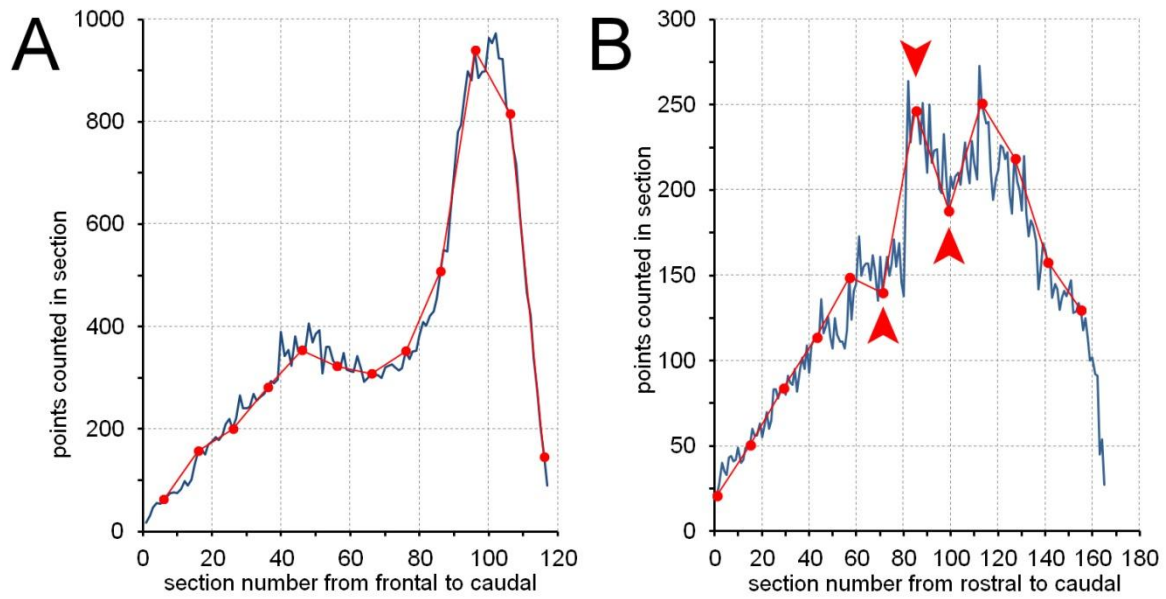 A
1000
800
600
400
200
0
points counted in section
0 20 40 60 80 100 120
section number from frontal to caudal
B
300
250
200
150
100
50
0
points counted in section
0 20 40 60 80 100 120 140 160 180
section number from rostral to caudal